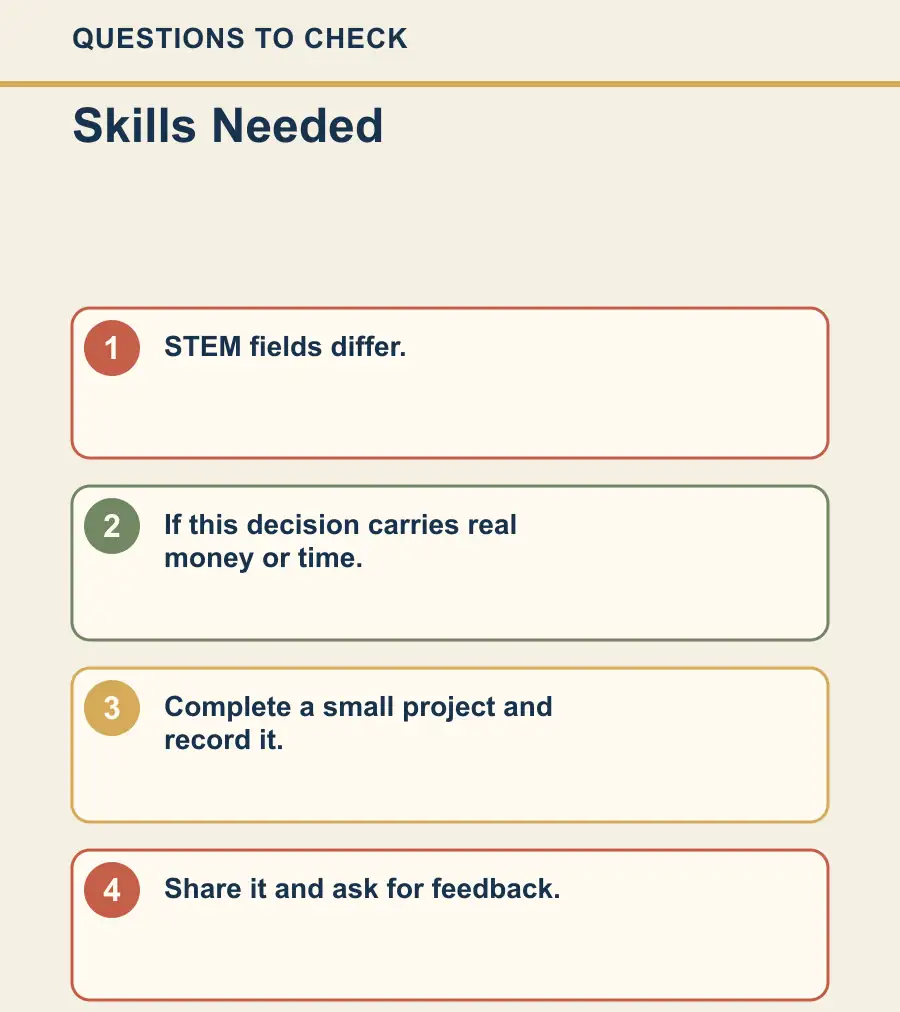 QUESTIONS TO CHECK
Skills Needed
1
STEM fields differ.
2
If this decision carries real
money or time.
3
Complete a small project and
record it.
4
Share it and ask for feedback.